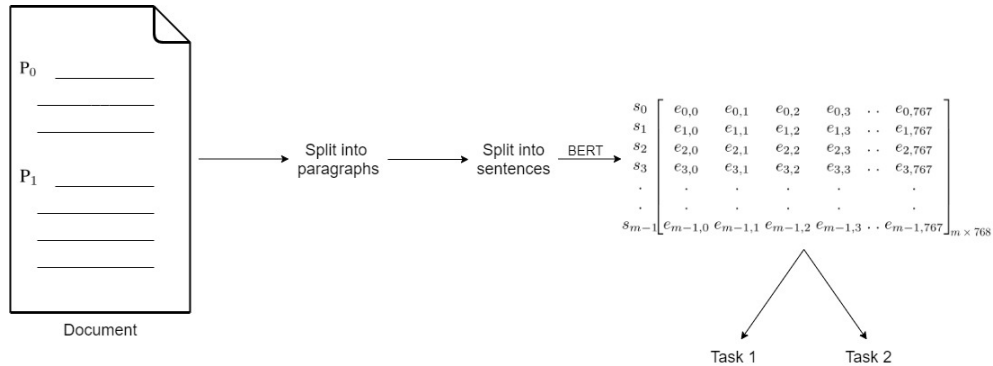 P₀
P₁
Document
Split into
paragraphs
Split into
sentences
BERT
s₀ e₀,₀ e₀,₁ e₀,₂ e₀,₃ . . e₀,₇₆₇
s₁ e₁,₀ e₁,₁ e₁,₂ e₁,₃ . . e₁,₇₆₇
s₂ e₂,₀ e₂,₁ e₂,₂ e₂,₃ . . e₂,₇₆₇
s₃ e₃,₀ e₃,₁ e₃,₂ e₃,₃ . . e₃,₇₆₇
. . . . . .
. . . . . .
sₘ₋₁ eₘ₋₁,₀ eₘ₋₁,₁ eₘ₋₁,₂ eₘ₋₁,₃ . . eₘ₋₁,₇₆₇ m × 768
Task 1
Task 2